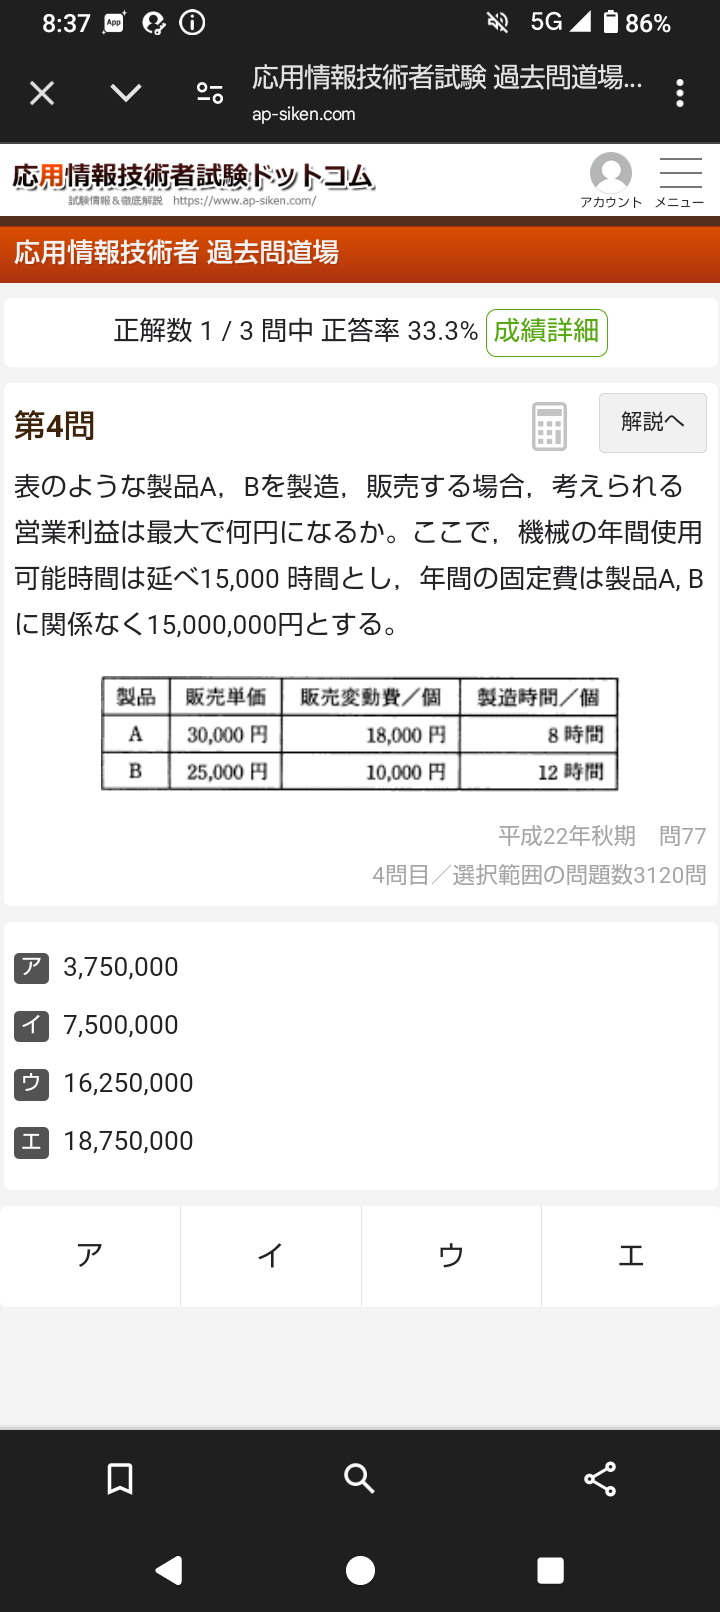 8:37 App 5G 86%
応用情報技術者試験 過去問道場...
ap-siken.com
応用情報技術者試験ドットコム
試験情報＆徹底解説 https://www.ap-siken.com/
アカウント メニュー
応用情報技術者 過去問道場
正解数 1 / 3 問中 正答率 33.3% 成績詳細
第4問 解説へ
表のような製品A，Bを製造，販売する場合，考えられる
営業利益は最大で何円になるか。ここで，機械の年間使用
可能時間は延べ15,000 時間とし，年間の固定費は製品A, B
に関係なく15,000,000円とする。
製品 販売単価 販売変動費／個 製造時間／個
A 30,000 円 18,000 円 8 時間
B 25,000 円 10,000 円 12 時間
平成22年秋期 問77
4問目／選択範囲の問題数3120問
ア 3,750,000
イ 7,500,000
ウ 16,250,000
エ 18,750,000
ア イ ウ エ